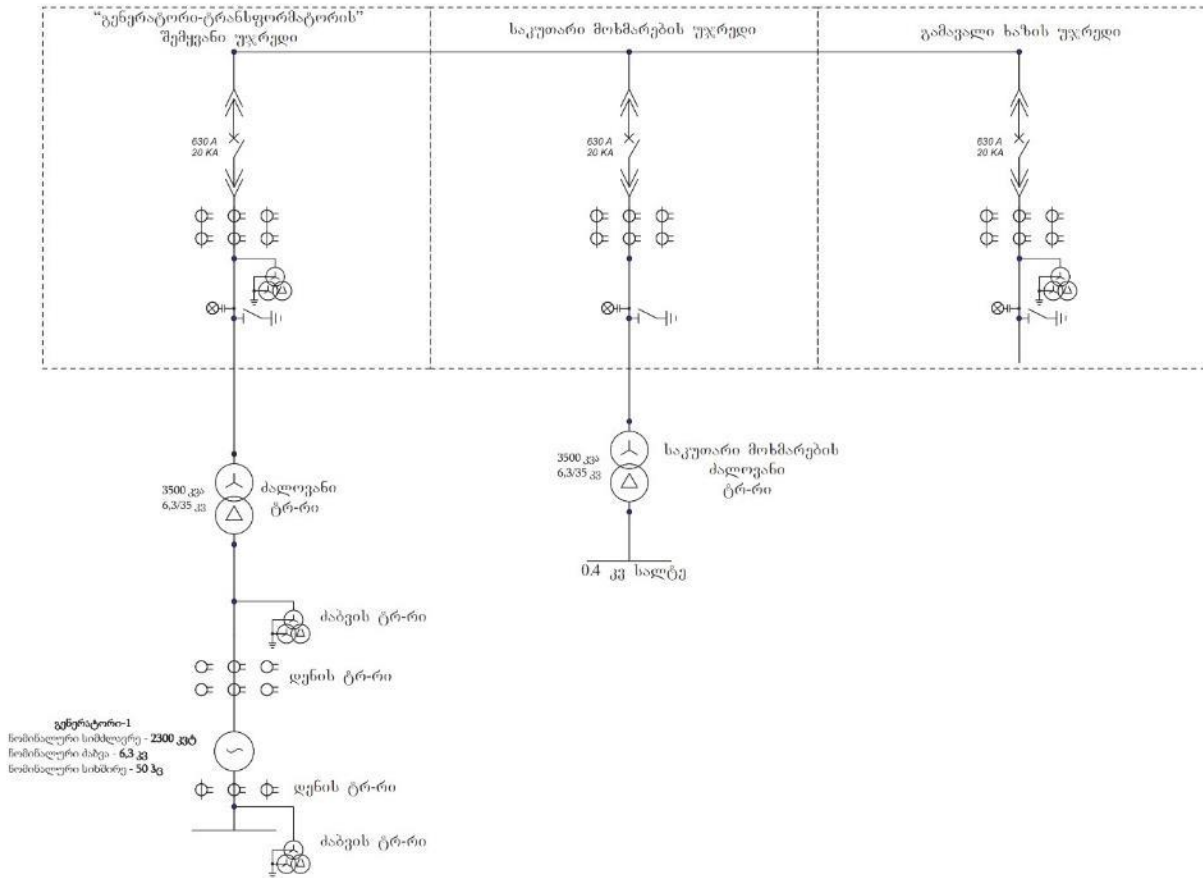 “გენერატორი-ტრანსფორმატორის”
შემყვანი უჯრედი
საკუთარი მოხმარების უჯრედი
გამავალი ხაზის უჯრედი
630 A
20 KA
630 A
20 KA
630 A
20 KA
3500 კვა
6,3/35 კვ
ძალოვანი
ტრ-რი
3500 კვა
6,3/35 კვ
საკუთარი მოხმარების
ძალოვანი
ტრ-რი
0.4 კვ სალტე
ძაბვის ტრ-რი
დენის ტრ-რი
გენერატორი-1
ნომინალური სიმძლავრე - 2300 კვტ
ნომინალური ძაბვა - 6,3 კვ
ნომინალური სიხშირე - 50 ჰც
დენის ტრ-რი
ძაბვის ტრ-რი